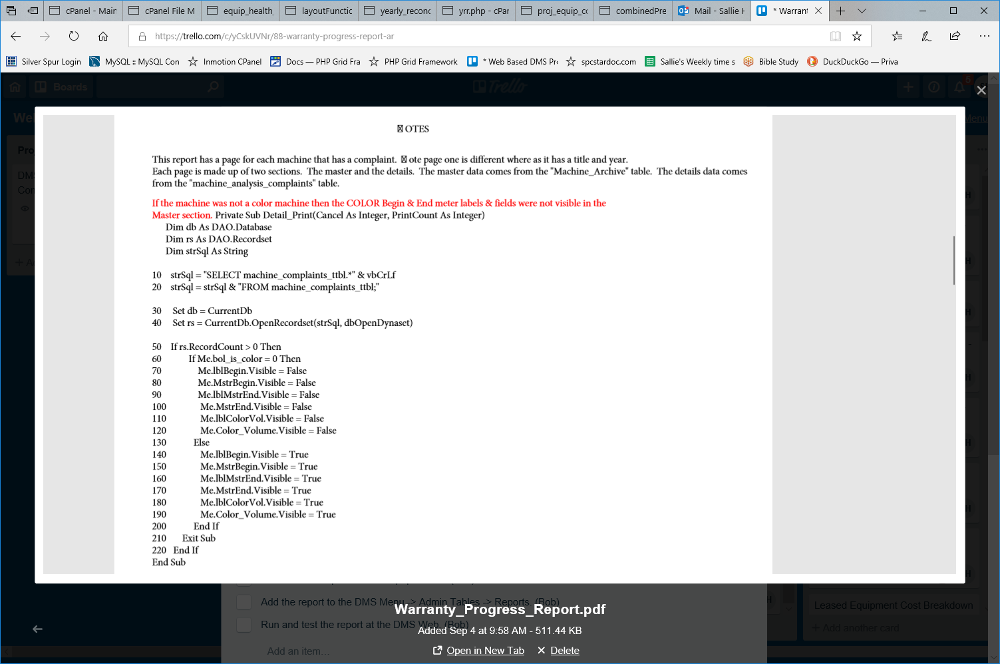 cPanel - Main
cPanel File M
equip_health_
layoutFunctic
yearly_reconc
yrr.php - cPar
proj_equip_cc
combinedPre
Mail - Sallie H
* Warrant
https://trello.com/c/yCskUVNr/88-warranty-progress-report-ar
Silver Spur Login
MySQL :: MySQL Con
Inmotion CPanel
Docs — PHP Grid Fra
PHP Grid Framework
* Web Based DMS Pr
spcstardoc.com
Sallie's Weekly time s
Bible Study
DuckDuckGo — Priva
Boards
Trello
5
Menu
OTES
This report has a page for each machine that has a complaint. ote page one is different where as it has a title and year.
Each page is made up of two sections. The master and the details. The master data comes from the "Machine_Archive" table. The details data comes
from the "machine_analysis_complaints" table.
If the machine was not a color machine then the COLOR Begin & End meter labels & fields were not visible in the
Master section. Private Sub Detail_Print(Cancel As Integer, PrintCount As Integer)
Dim db As DAO.Database
Dim rs As DAO.Recordset
Dim strSql As String
10 strSql = "SELECT machine_complaints_ttbl.*" & vbCrLf
20 strSql = strSql & "FROM machine_complaints_ttbl;"
30 Set db = CurrentDb
40 Set rs = CurrentDb.OpenRecordset(strSql, dbOpenDynaset)
50 If rs.RecordCount > 0 Then
60 If Me.bol_is_color = 0 Then
70 Me.lblBegin.Visible = False
80 Me.MstrBegin.Visible = False
90 Me.lblMstrEnd.Visible = False
100 Me.MstrEnd.Visible = False
110 Me.lblColorVol.Visible = False
120 Me.Color_Volume.Visible = False
130 Else
140 Me.lblBegin.Visible = True
150 Me.MstrBegin.Visible = True
160 Me.lblMstrEnd.Visible = True
170 Me.MstrEnd.Visible = True
180 Me.lblColorVol.Visible = True
190 Me.Color_Volume.Visible = True
200 End If
210 Exit Sub
220 End If
End Sub
Add the report to the DMS Menu -> Admin Tables -> Reports. (Bob)
Warranty_Progress_Report.pdf
Leased Equipment Cost Breakdown
Run and test the report at the DMS Web. (Bob)
Added Sep 4 at 9:58 AM - 511.44 KB
+ Add another card
Add an item...
Open in New Tab
Delete